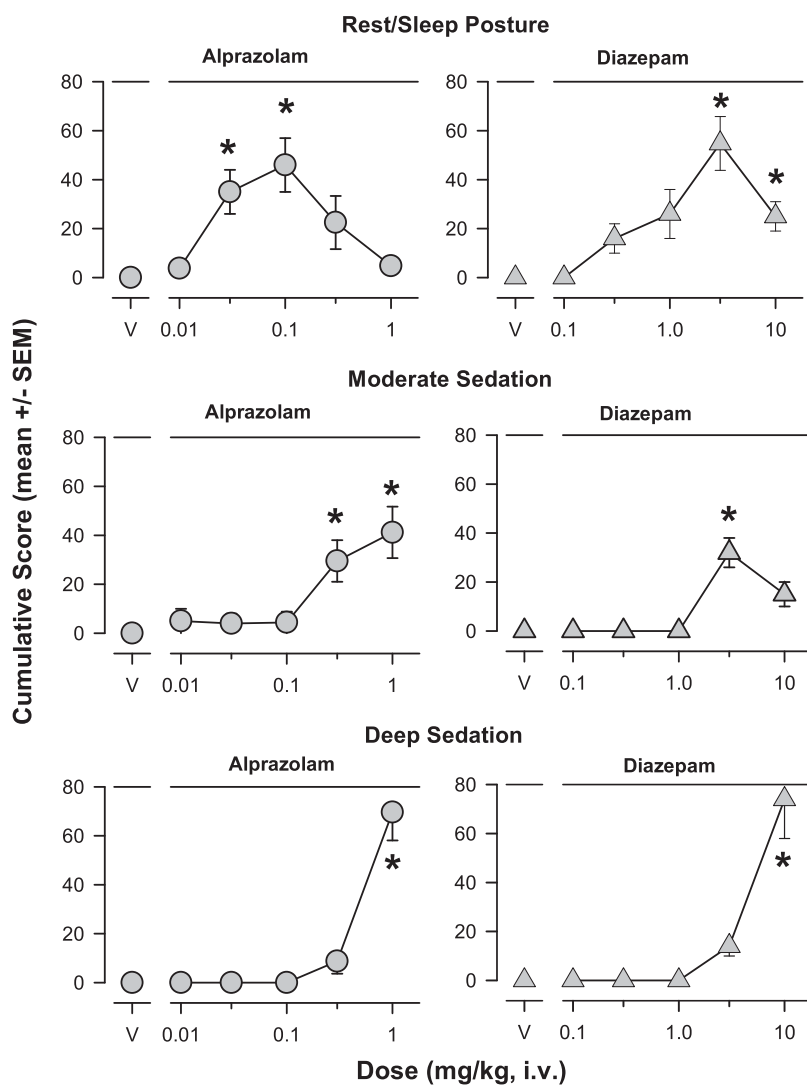 Rest/Sleep Posture
Alprazolam
Diazepam
80
60
40
20
0
V 0.01 0.1 1
80
60
40
20
0
V 0.1 1.0 10
*
*
*
*
Moderate Sedation
Alprazolam
Diazepam
80
60
40
20
0
V 0.01 0.1 1
80
60
40
20
0
V 0.1 1.0 10
*
*
*
Deep Sedation
Alprazolam
Diazepam
80
60
40
20
0
V 0.01 0.1 1
80
60
40
20
0
V 0.1 1.0 10
*
*
Cumulative Score (mean +/- SEM)
Dose (mg/kg, i.v.)